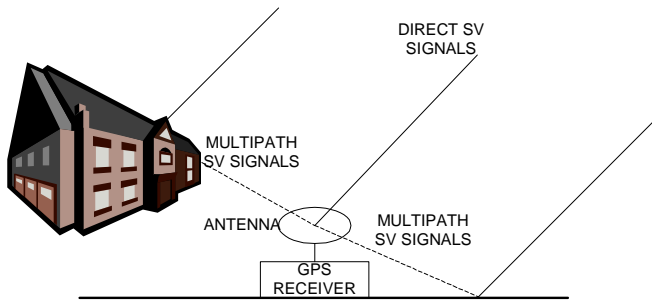 DIRECT SV
SIGNALS
MULTIPATH
SV SIGNALS
ANTENNA
MULTIPATH
SV SIGNALS
GPS
RECEIVER